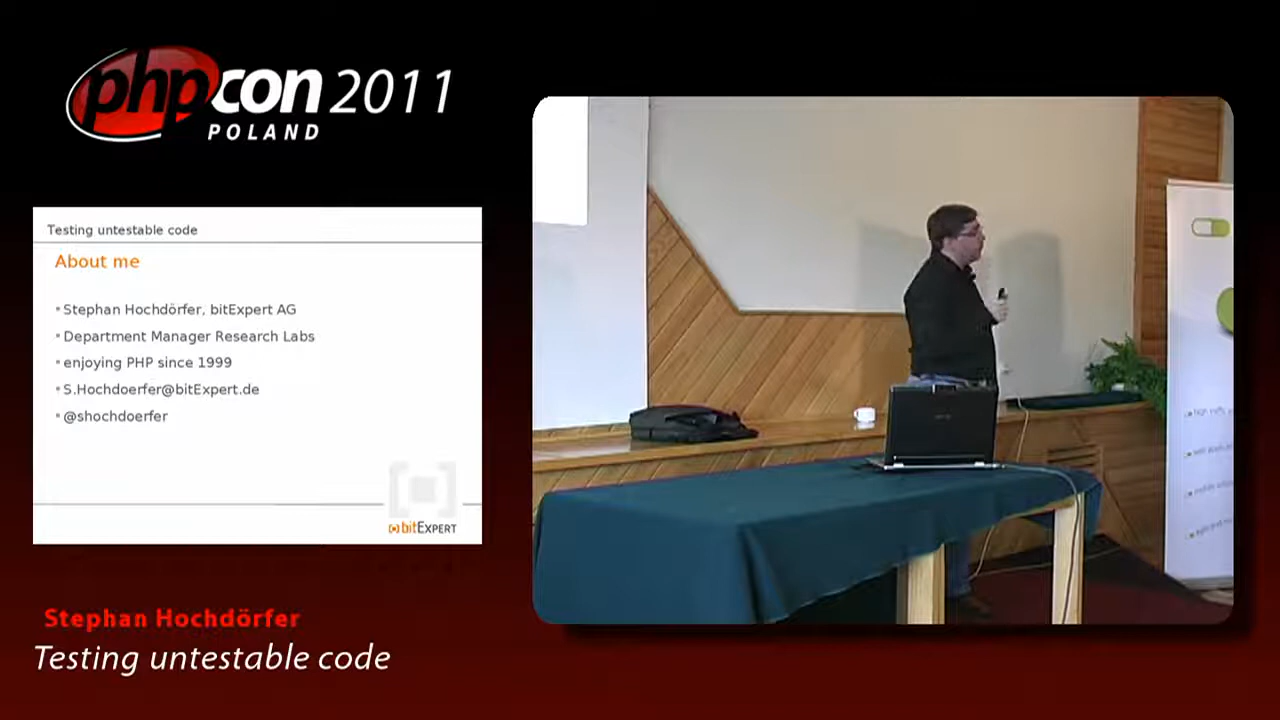 phpcon 2011
POLAND
Testing untestable code
About me
Stephan Hochdörfer, bitExpert AG
Department Manager Research Labs
enjoying PHP since 1999
S.Hochdoerfer@bitExpert.de
@shochdoerfer
bitExpert
Stephan Hochdörfer
Testing untestable code